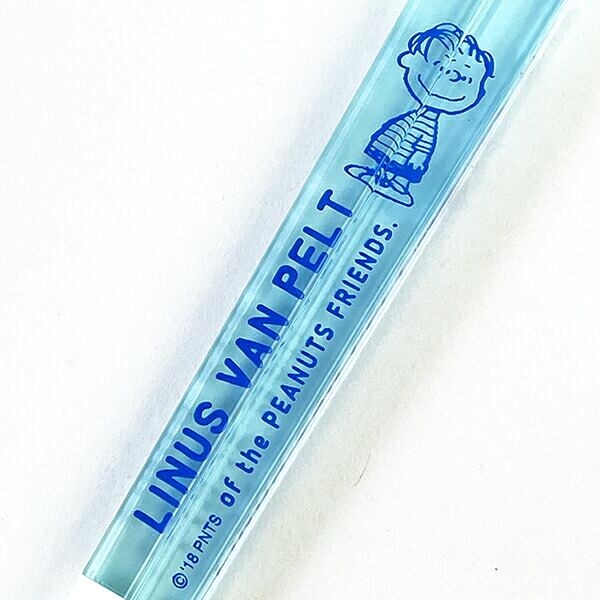 LINUS VAN PELT
of the PEANUTS FRIENDS.
©'18 PNTS